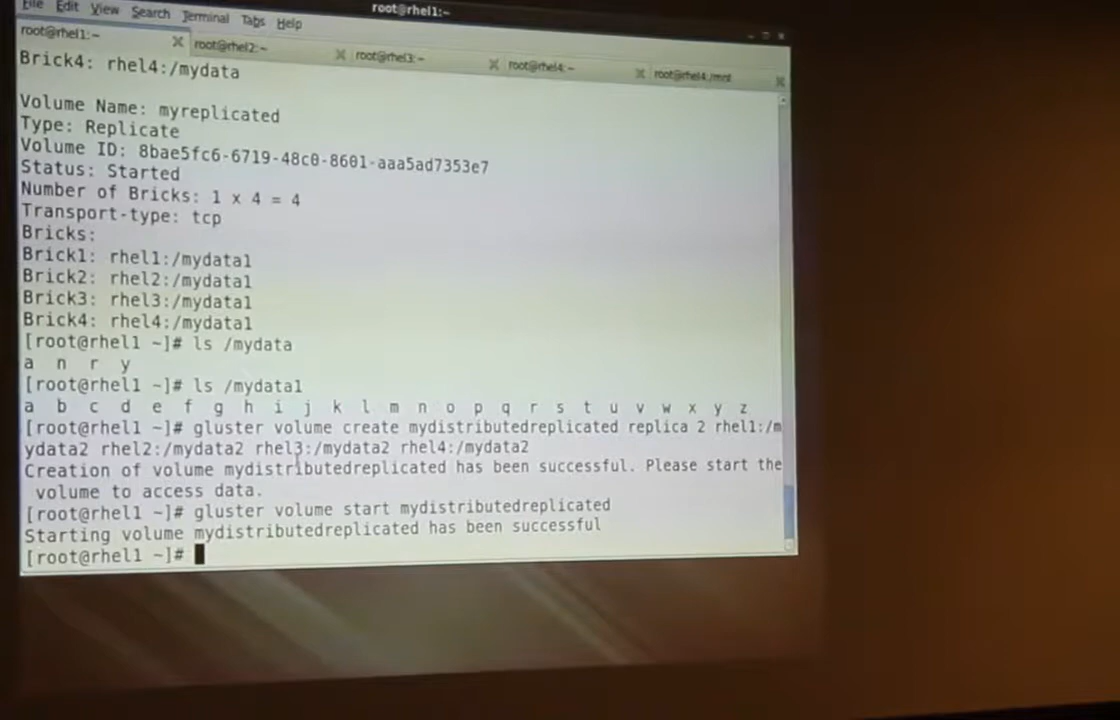 root@rhel1:~
File Edit View Search Terminal Tabs Help
root@rhel1:~ root@rhel2:~ root@rhel3:~ root@rhel4:~ root@rhel4:/mnt
Brick4: rhel4:/mydata
Volume Name: myreplicated
Type: Replicate
Volume ID: 8bae5fc6-6719-48c0-8601-aaa5ad7353e7
Status: Started
Number of Bricks: 1 x 4 = 4
Transport-type: tcp
Bricks:
Brick1: rhel1:/mydata1
Brick2: rhel2:/mydata1
Brick3: rhel3:/mydata1
Brick4: rhel4:/mydata1
[root@rhel1 ~]# ls /mydata
a n r y
[root@rhel1 ~]# ls /mydata1
a b c d e f g h i j k l m n o p q r s t u v w x y z
[root@rhel1 ~]# gluster volume create mydistributedreplicated replica 2 rhel1:/m
ydata2 rhel2:/mydata2 rhel3:/mydata2 rhel4:/mydata2
Creation of volume mydistributedreplicated has been successful. Please start the
volume to access data.
[root@rhel1 ~]# gluster volume start mydistributedreplicated
Starting volume mydistributedreplicated has been successful
[root@rhel1 ~]#